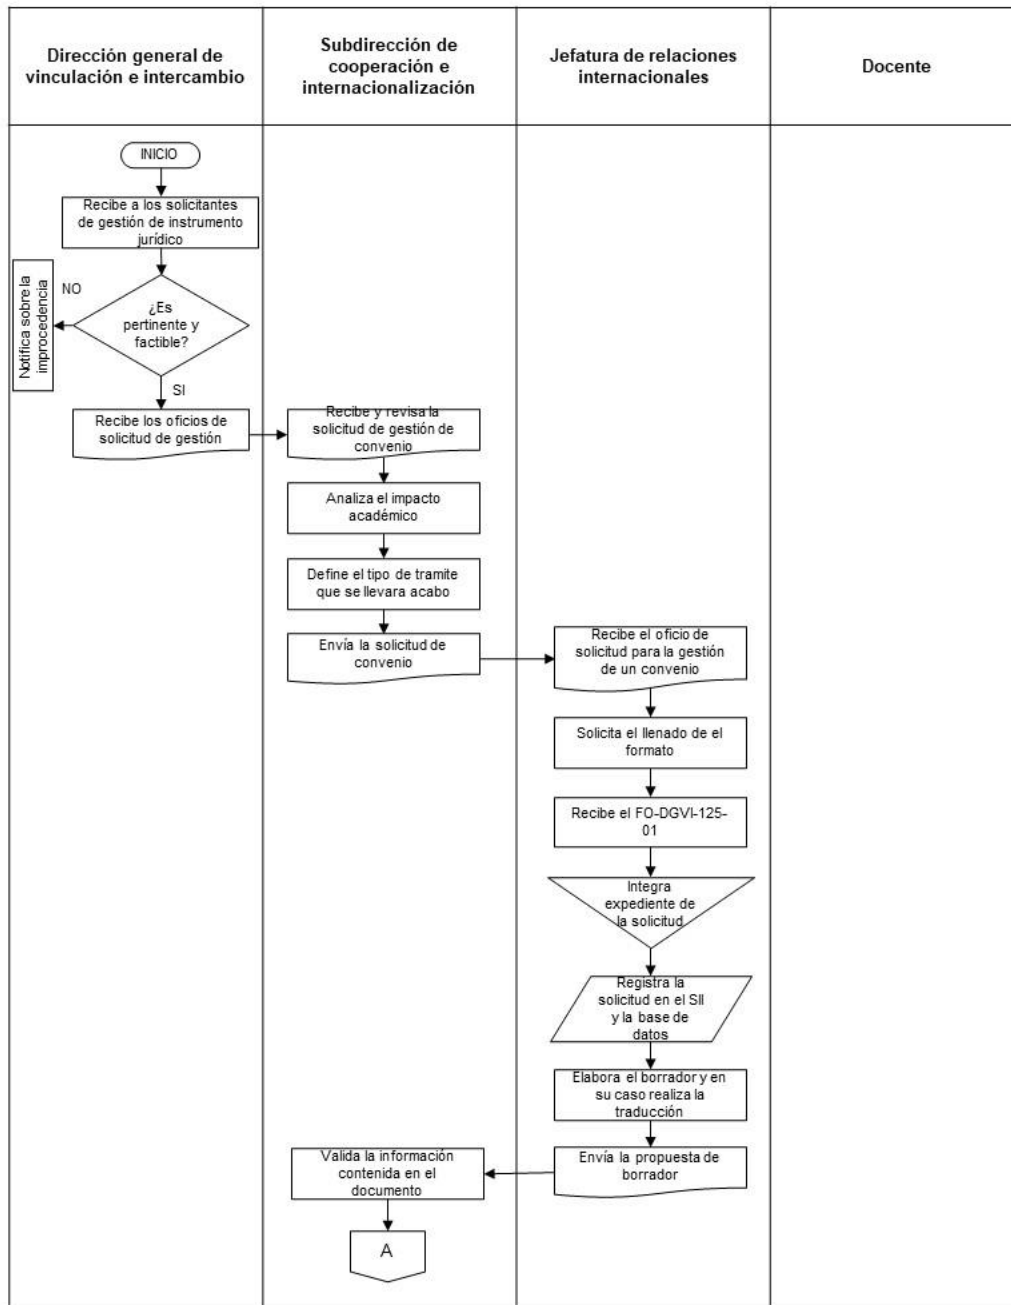 Dirección general de
vinculación e intercambio
Subdirección de
cooperación e
internacionalización
Jefatura de relaciones
internacionales
Docente
INICIO
Recibe a los solicitantes
de gestión de instrumento
jurídico
NO
¿Es
pertinente y
factible?
Notifica sobre la
improcedencia
SI
Recibe los oficios de
solicitud de gestión
Recibe y revisa la
solicitud de gestión de
convenio
Analiza el impacto
académico
Define el tipo de tramite
que se llevara acabo
Envía la solicitud de
convenio
Recibe el oficio de
solicitud para la gestión
de un convenio
Solicita el llenado de el
formato
Recibe el FO-DGVI-125-
01
Integra
expediente de
la solicitud
Registra la
solicitud en el SII
y la base de
datos
Elabora el borrador y en
su caso realiza la
traducción
Envía la propuesta de
borrador
Valida la información
contenida en el
documento
A